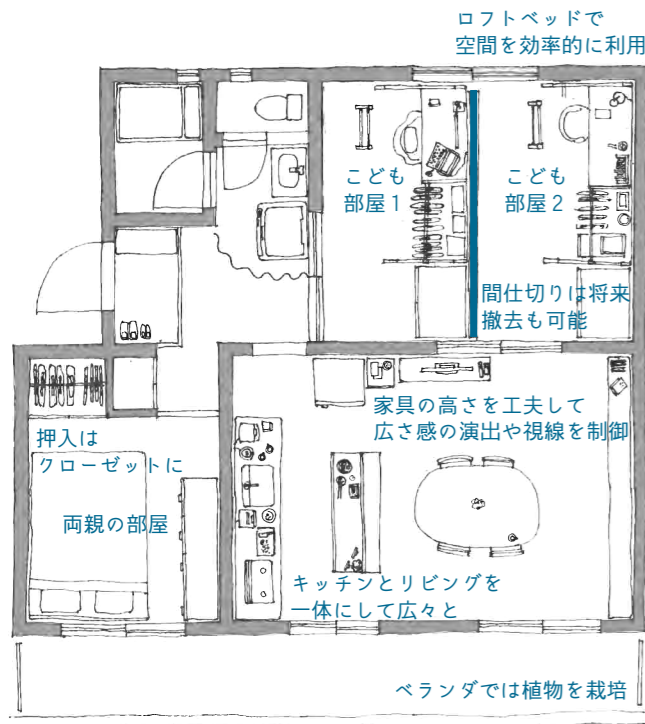 ロフトベッドで
空間を効率的に利用
こども
部屋1
こども
部屋2
間仕切りは将来
撤去も可能
家具の高さを工夫して
広さ感の演出や視線を制御
押入は
クローゼットに
両親の部屋
キッチンとリビングを
一体にして広々と
ベランダでは植物を栽培